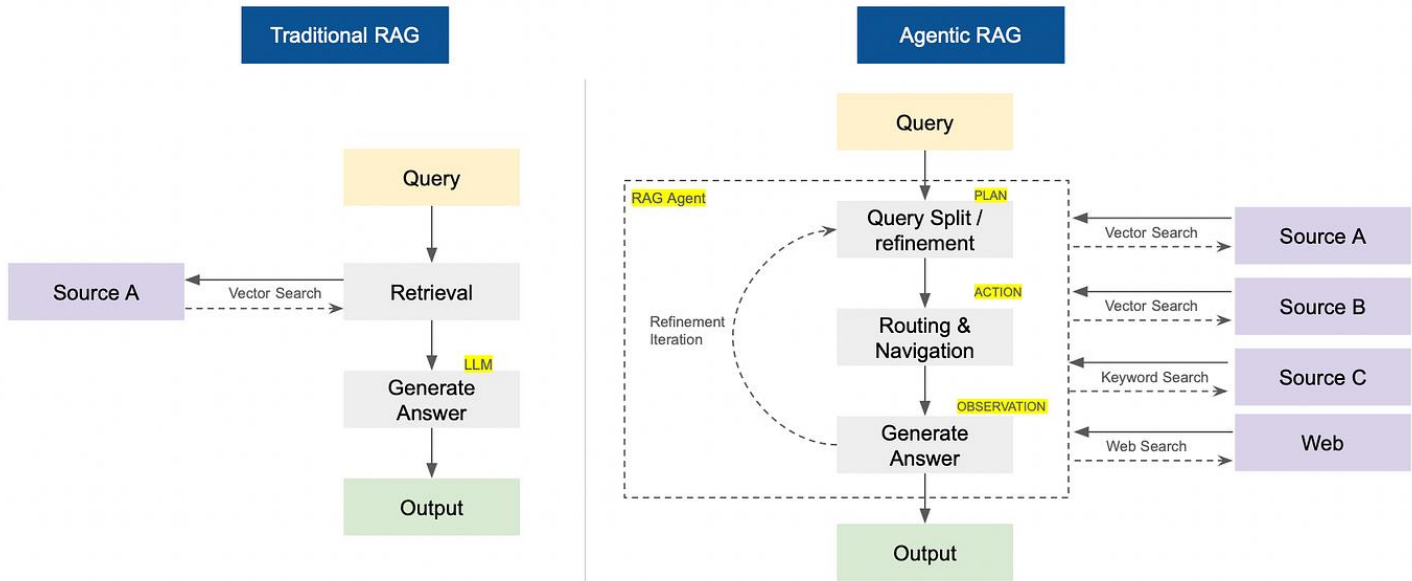 Traditional RAG
Query
Source A
Vector Search
Retrieval
LLM
Generate
Answer
Output
Agentic RAG
Query
RAG Agent
PLAN
Query Split /
refinement
ACTION
Routing &
Navigation
Refinement
Iteration
OBSERVATION
Generate
Answer
Output
Vector Search
Source A
Vector Search
Source B
Keyword Search
Source C
Web Search
Web